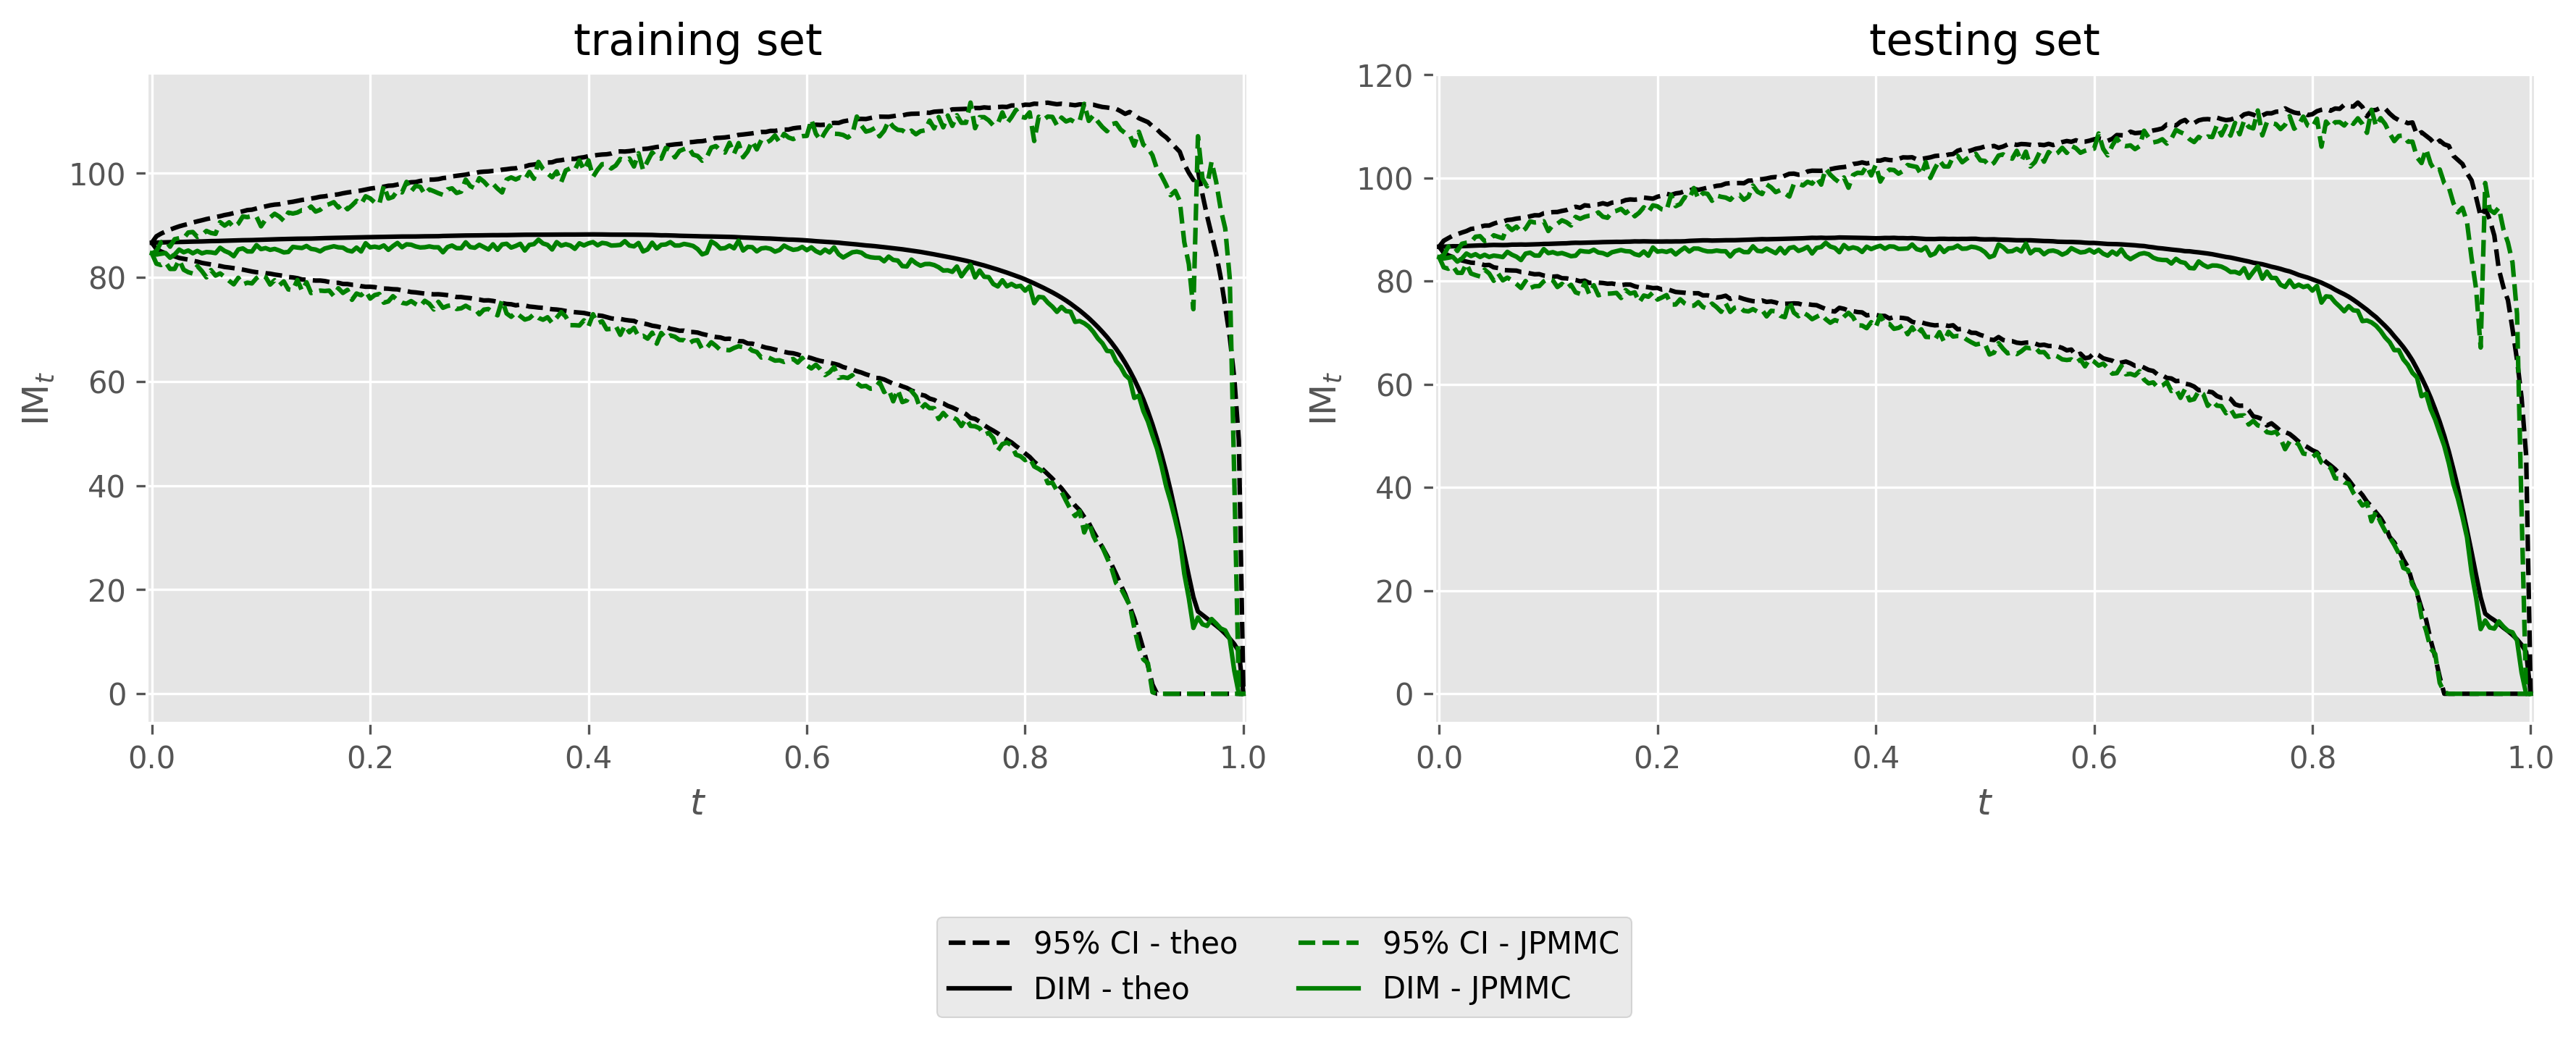 training set
testing set
120
100
100
80
80
60
60
40
40
20
20
0
0
IMt
IMt
0.0 0.2 0.4 0.6 0.8 1.0
0.0 0.2 0.4 0.6 0.8 1.0
t
t
95% CI - theo
95% CI - JPMMC
DIM - theo
DIM - JPMMC